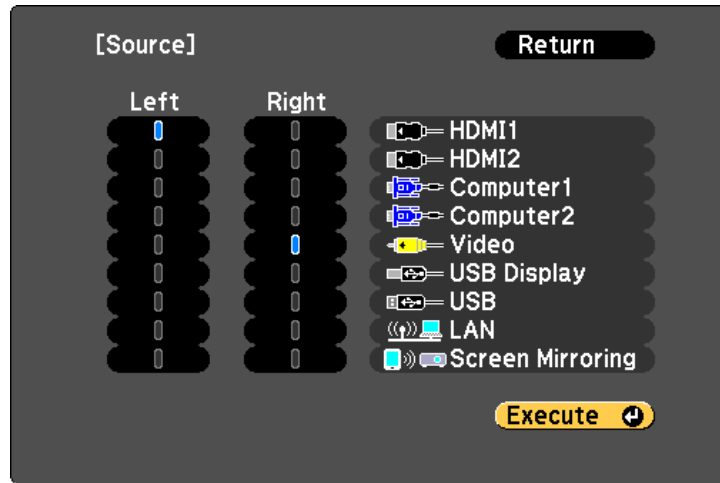 [Source]
Return
Left Right
HDMI1
HDMI2
Computer1
Computer2
Video
USB Display
USB
LAN
Screen Mirroring
Execute